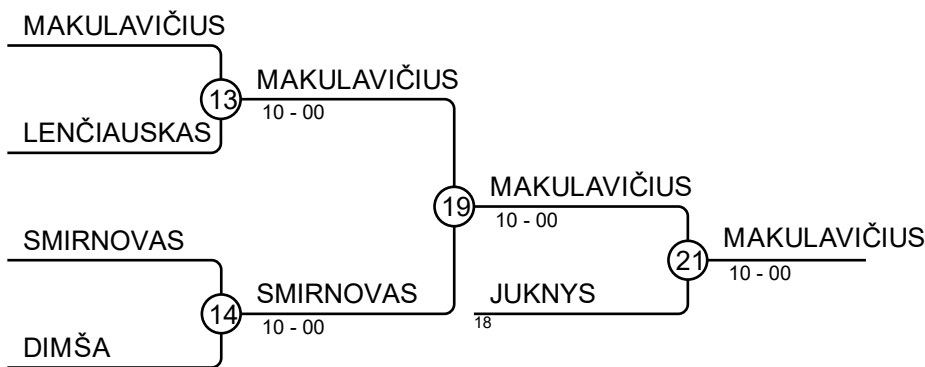 MAKULAVIČIUS
13
MAKULAVIČIUS
10 - 00
LENČIAUSKAS
19
MAKULAVIČIUS
10 - 00
SMIRNOVAS
21
MAKULAVIČIUS
10 - 00
14
SMIRNOVAS
10 - 00
JUKNYS
18
DIMŠA